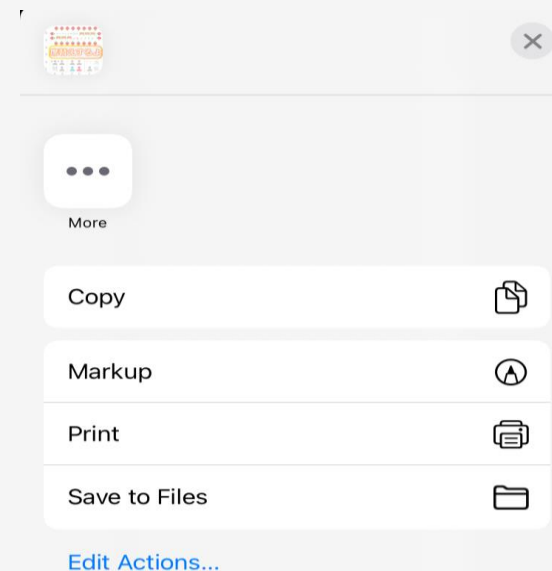 More
Copy
Markup
Print
Save to Files
Edit Actions...